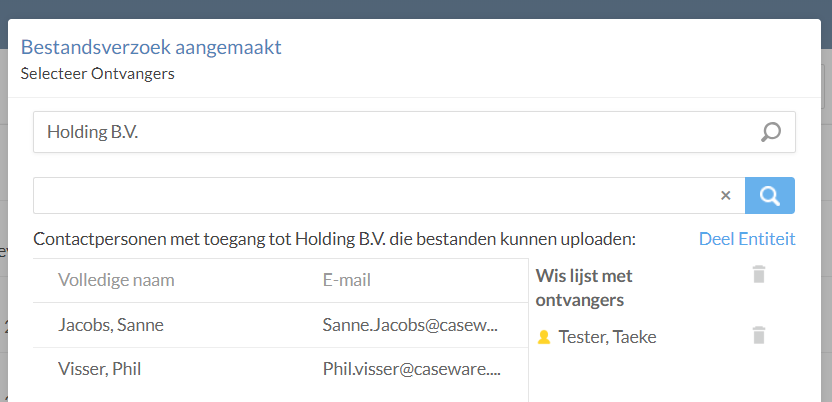 Bestandsverzoek aangemaakt
Selecteer Ontvangers
Holding B.V.
Contactpersonen met toegang tot Holding B.V. die bestanden kunnen uploaden: Deel Entiteit
Volledige naam E-mail
Wis lijst met
ontvangers
Jacobs, Sanne Sanne.Jacobs@casew...
Tester, Taeke
Visser, Phil Phil.visser@caseware....